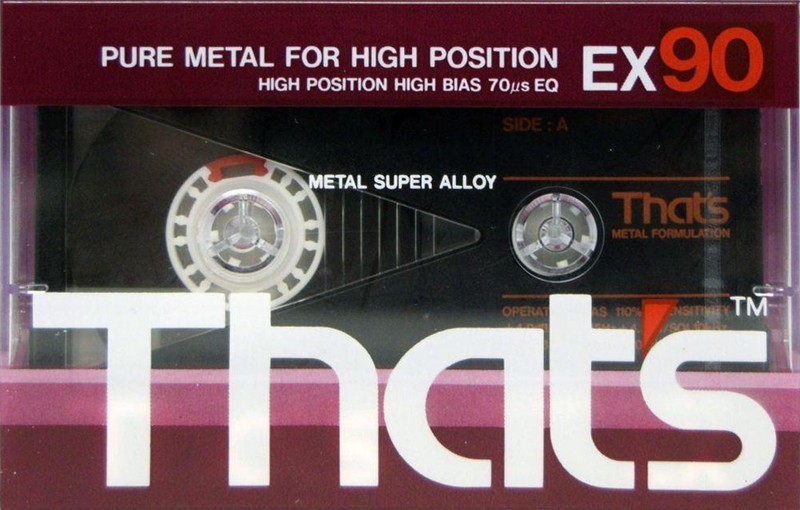 PURE METAL FOR HIGH POSITION
EX90
HIGH POSITION HIGH BIAS 70µs EQ
SIDE : A
METAL SUPER ALLOY
That's
METAL FORMULATION
110%
That's™